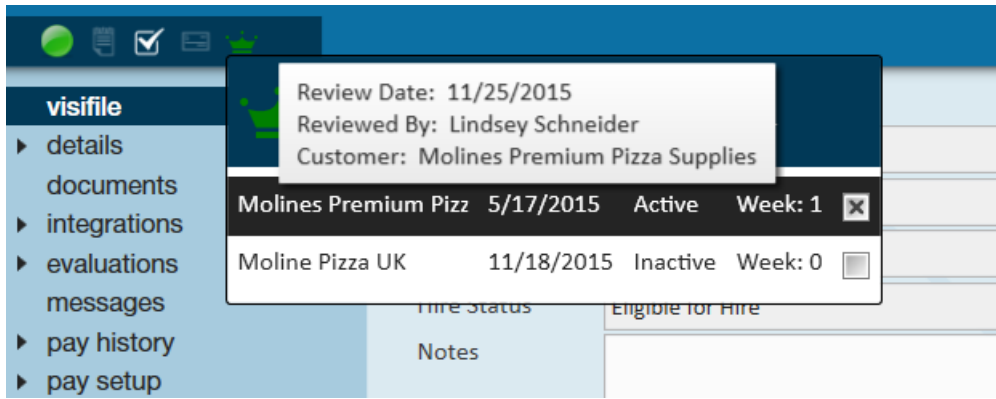 Review Date: 11/25/2015
Reviewed By: Lindsey Schneider
Customer: Molines Premium Pizza Supplies
visifile
details
documents
integrations
evaluations
messages
pay history
pay setup
Molines Premium Pizz 5/17/2015 Active Week: 1
Moline Pizza UK 11/18/2015 Inactive Week: 0
Hire Status Eligible for Hire
Notes